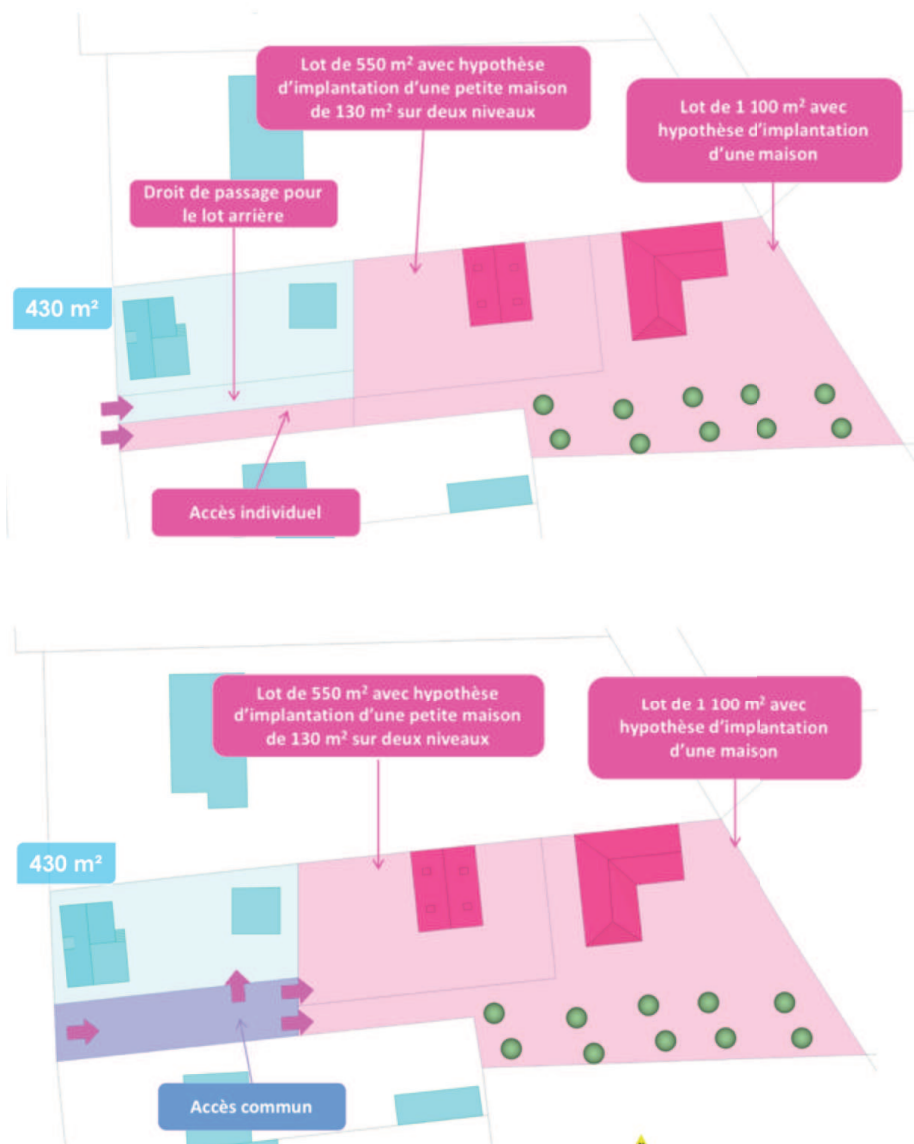 Lot de 550 m² avec hypothèse
d'implantation d'une petite maison
de 130 m² sur deux niveaux
Lot de 1 100 m² avec
hypothèse d'implantation
d'une maison
Droit de passage pour
le lot arrière
430 m²
Accès individuel
Lot de 550 m² avec hypothèse
d'implantation d'une petite maison
de 130 m² sur deux niveaux
Lot de 1 100 m² avec
hypothèse d'implantation
d'une maison
430 m²
Accès commun